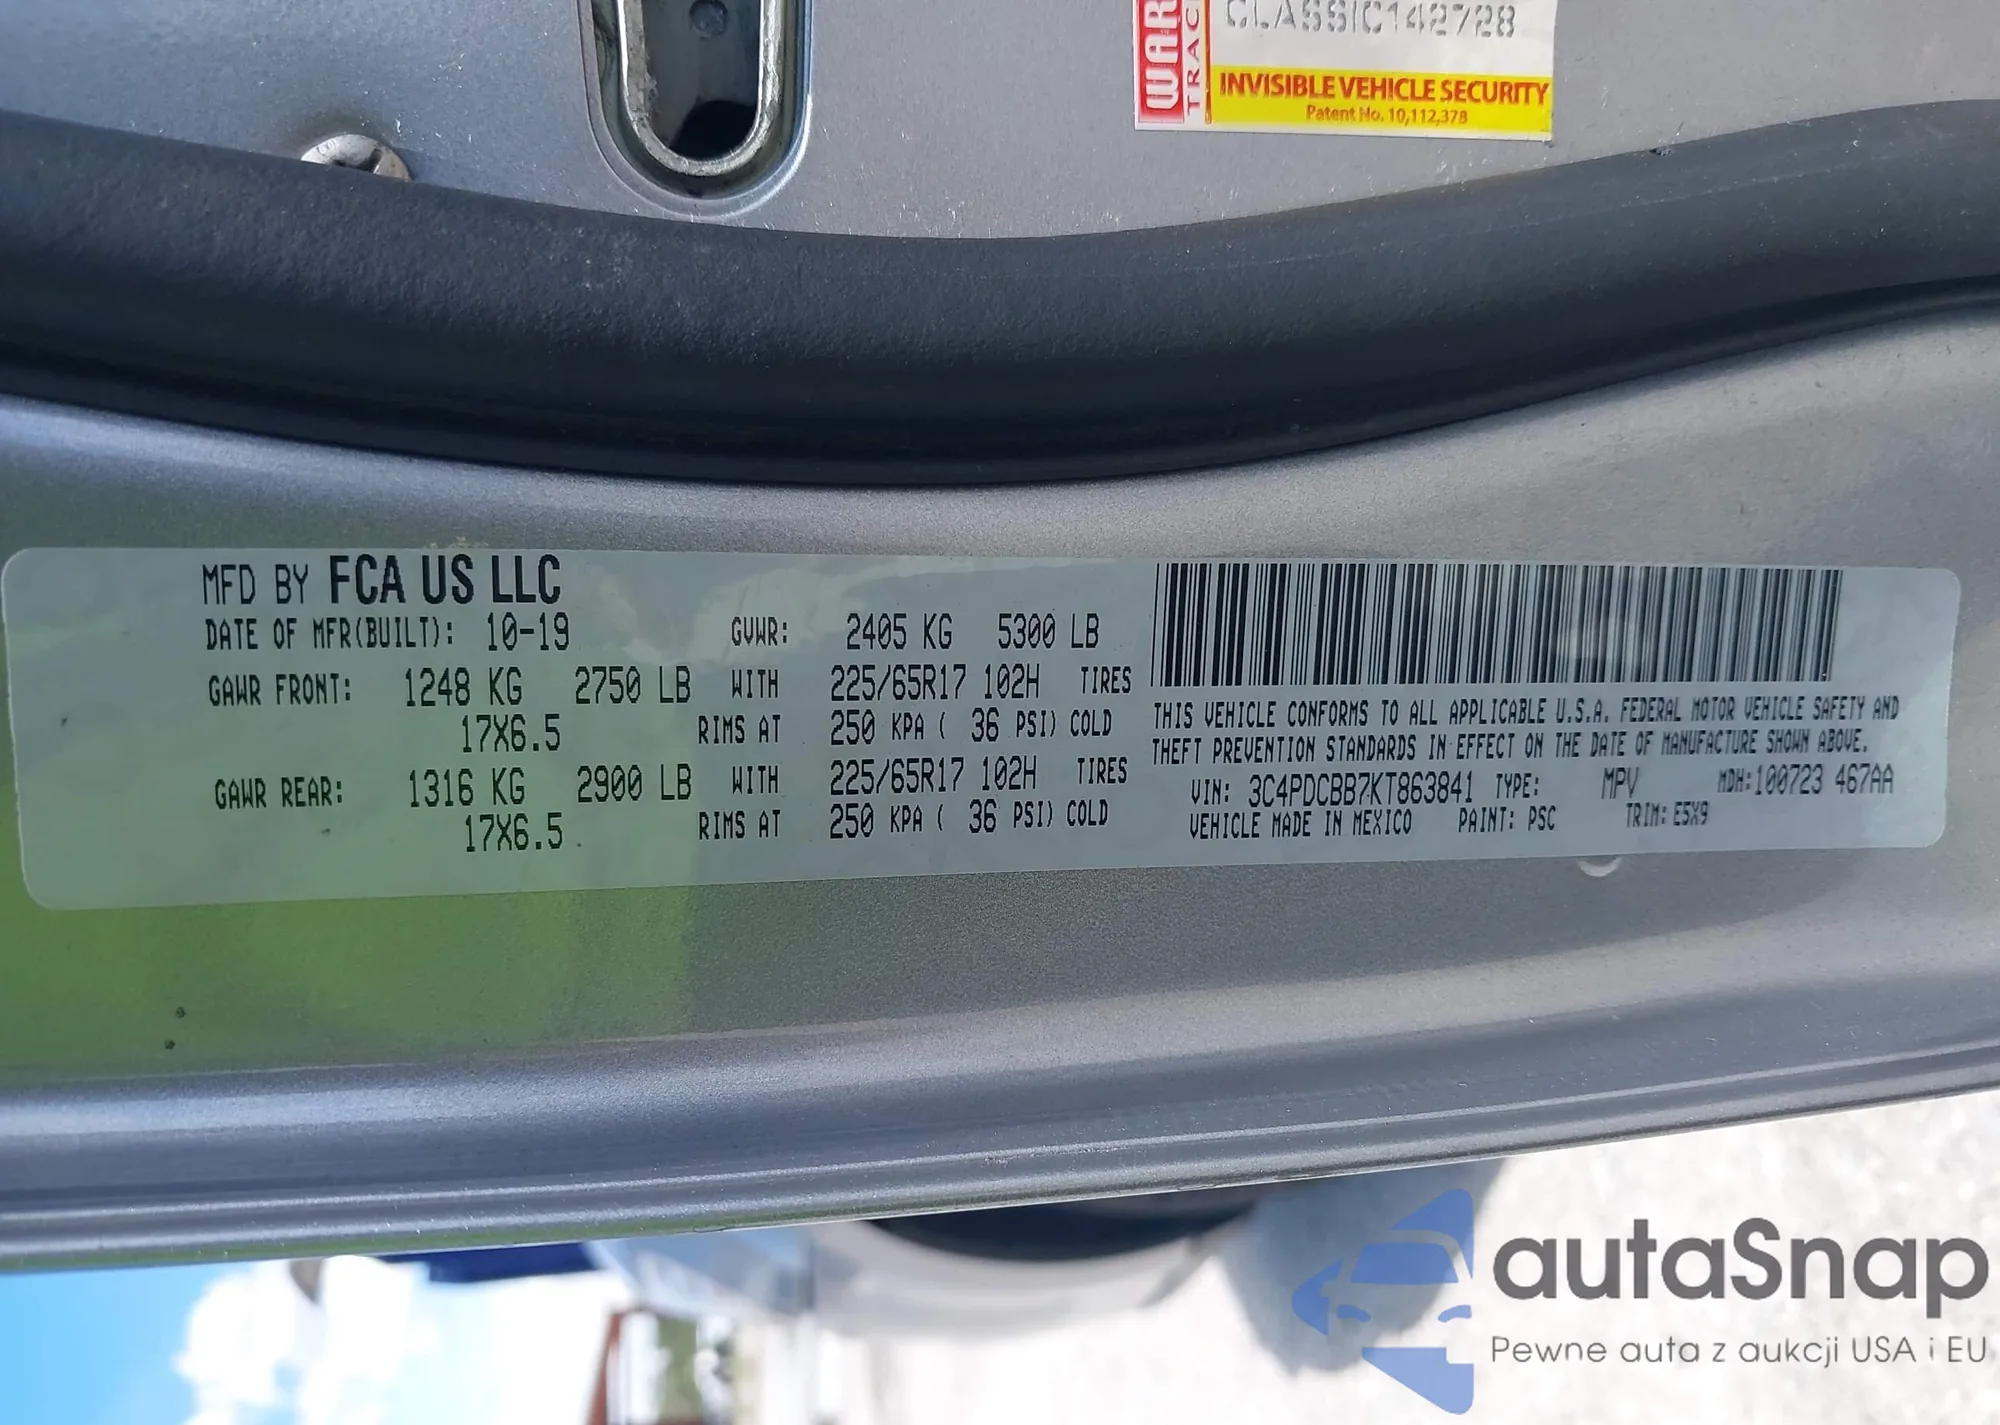 CLASSIC142728
INVISIBLE VEHICLE SECURITY
Patent No. 10,112,378
MFD BY FCA US LLC
DATE OF MFR(BUILT): 10-19 GVWR: 2405 KG 5300 LB
GAWR FRONT: 1248 KG 2750 LB WITH 225/65R17 102H TIRES
17X6.5 RIMS AT 250 KPA ( 36 PSI) COLD
GAWR REAR: 1316 KG 2900 LB WITH 225/65R17 102H TIRES
17X6.5 RIMS AT 250 KPA ( 36 PSI) COLD
THIS VEHICLE CONFORMS TO ALL APPLICABLE U.S.A. FEDERAL MOTOR VEHICLE SAFETY AND
THEFT PREVENTION STANDARDS IN EFFECT ON THE DATE OF MANUFACTURE SHOWN ABOVE.
VIN: 3C4PDCBB7KT863841 TYPE: MPV MDH:100723 467AA
VEHICLE MADE IN MEXICO PAINT: PSC TRIM: E5X9
autaSnap
Pewne auta z aukcji USA i EU